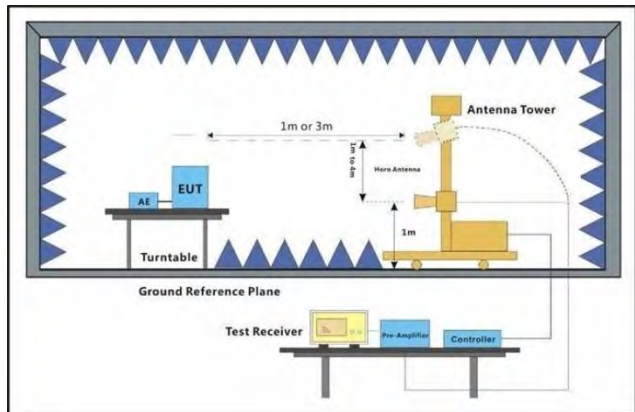 1m or 3m
Antenna Tower
1m to 4m
Horn Antenna
EUT
AE
1m
Turntable
Ground Reference Plane
Test Receiver
Pre-Amplifier
Controller